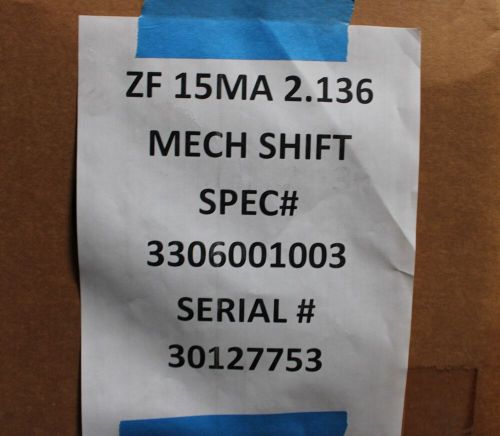 ZF 15MA 2.136
MECH SHIFT
SPEC#
3306001003
SERIAL #
30127753